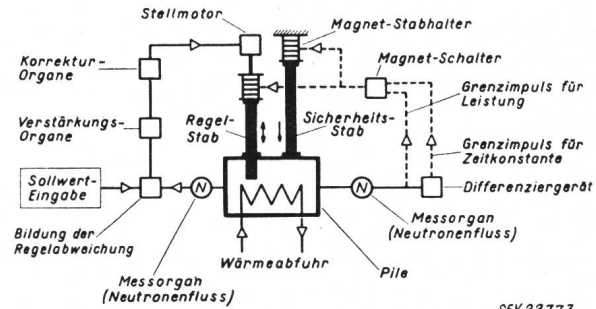 Stellmotor
Magnet-Stabhalter
Korrektur-
Organe
Magnet-Schalter
Grenzimpuls für
Leistung
Verstärkungs-
Organe
Regel-
Stab
Sicherheits-
Stab
Grenzimpuls für
Zeitkonstante
Sollwert-
Eingabe
N
N
Differenziergerät
Bildung der
Regelabweichung
Messorgan
(Neutronenfluss)
Wärmeabfuhr
Pile
Messorgan
(Neutronenfluss)
SEK23773